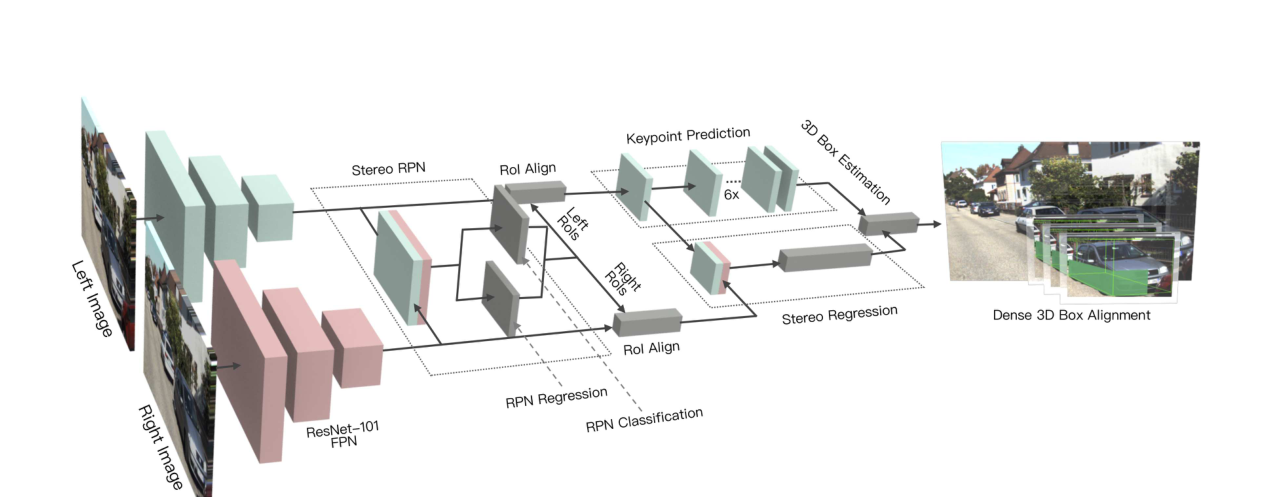 Left Image
Right Image
ResNet-101
FPN
Stereo RPN
RoI Align
Left
RoIs
Right
RoIs
RoI Align
RPN Regression
RPN Classification
Keypoint Prediction
6x
3D Box Estimation
Stereo Regression
Dense 3D Box Alignment